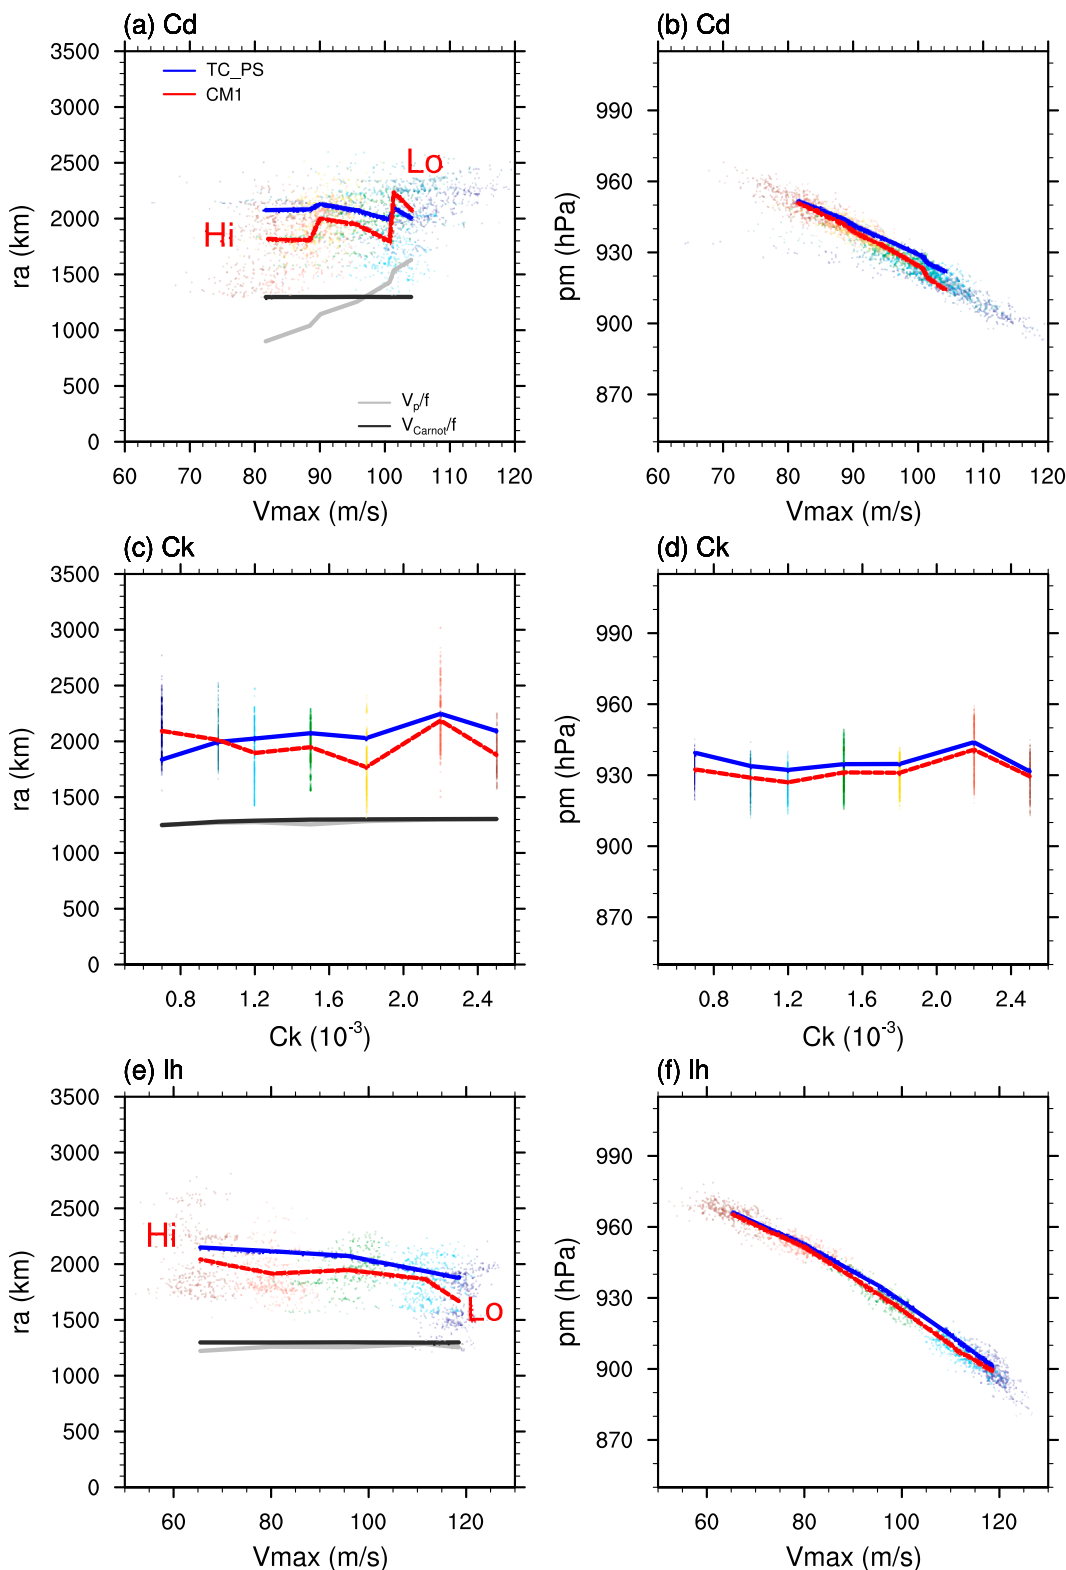 (a) Cd
3500
3000
2500
2000
1500
1000
500
0
ra (km)
TC_PS
CM1
Hi
Lo
V_p/f
V_Carnot/f
60 70 80 90 100 110 120
Vmax (m/s)
(b) Cd
990
960
930
900
870
pm (hPa)
60 70 80 90 100 110 120
Vmax (m/s)
(c) Ck
3500
3000
2500
2000
1500
1000
500
0
ra (km)
0.8 1.2 1.6 2.0 2.4
Ck (10⁻³)
(d) Ck
990
960
930
900
870
pm (hPa)
0.8 1.2 1.6 2.0 2.4
Ck (10⁻³)
(e) lh
3500
3000
2500
2000
1500
1000
500
0
ra (km)
Hi
Lo
60 80 100 120
Vmax (m/s)
(f) lh
990
960
930
900
870
pm (hPa)
60 80 100 120
Vmax (m/s)